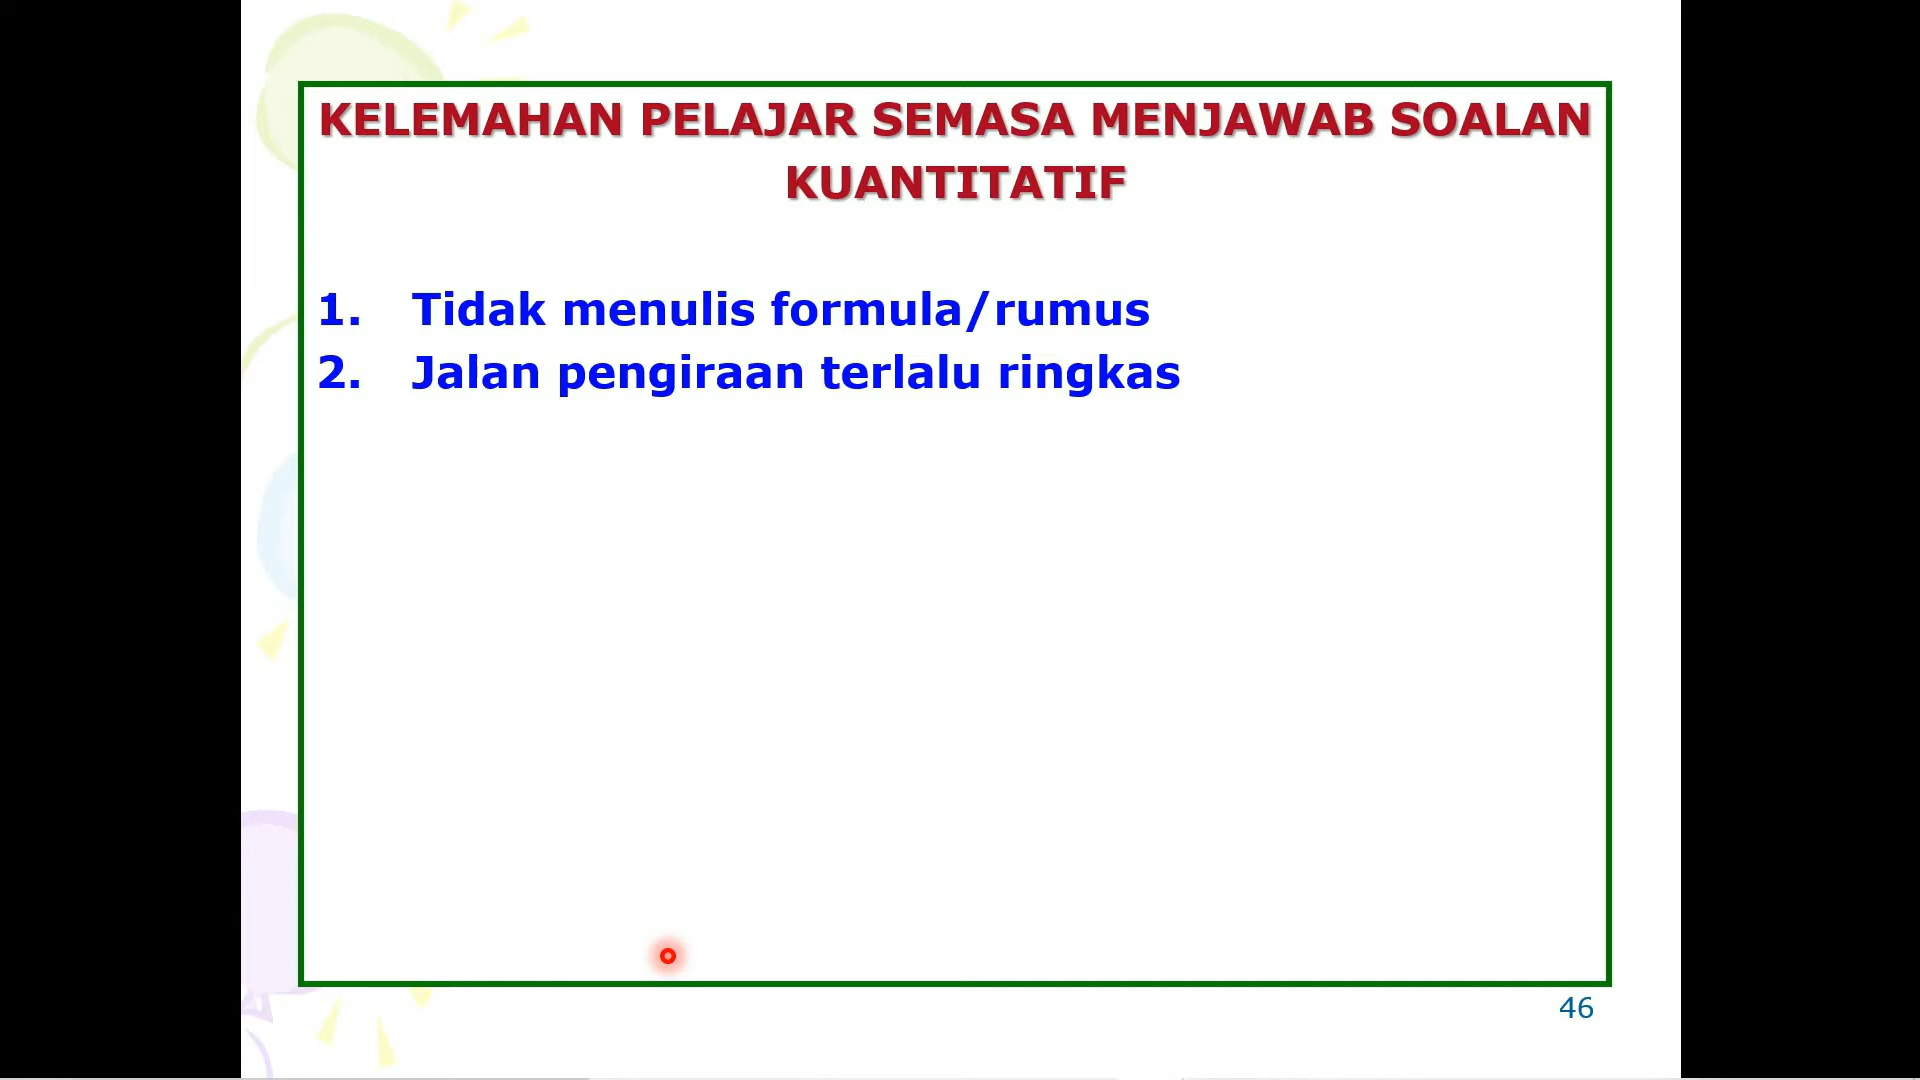 KELEMAHAN PELAJAR SEMASA MENJAWAB SOALAN
KUANTITATIF
1. Tidak menulis formula/rumus
2. Jalan pengiraan terlalu ringkas
46